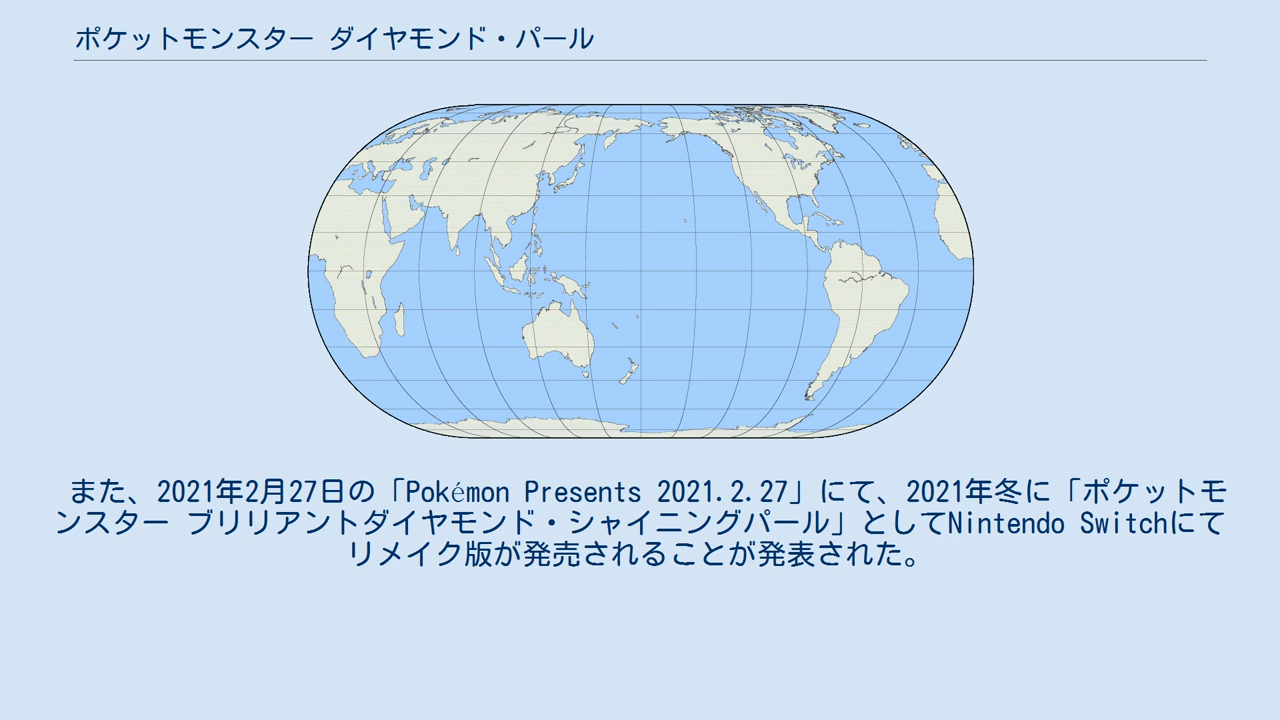 ポケットモンスター ダイヤモンド・パール
また、2021年2月27日の「Pokémon Presents 2021.2.27」にて、2021年冬に「ポケットモ
ンスター ブリリアントダイヤモンド・シャイニングパール」としてNintendo Switchにて
リメイク版が発売されることが発表された。